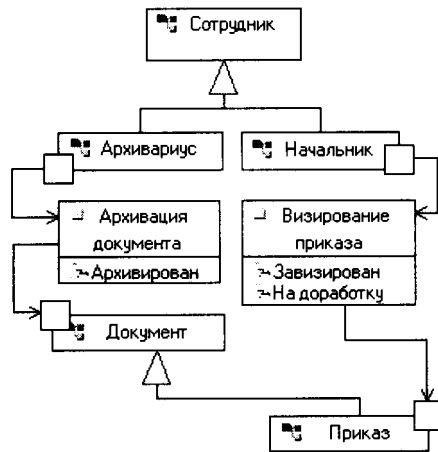 Сотрудник
Архивариус
Начальник
Архивация
документа
Архивирован
Визирование
приказа
Завизирован
На доработку
Документ
Приказ